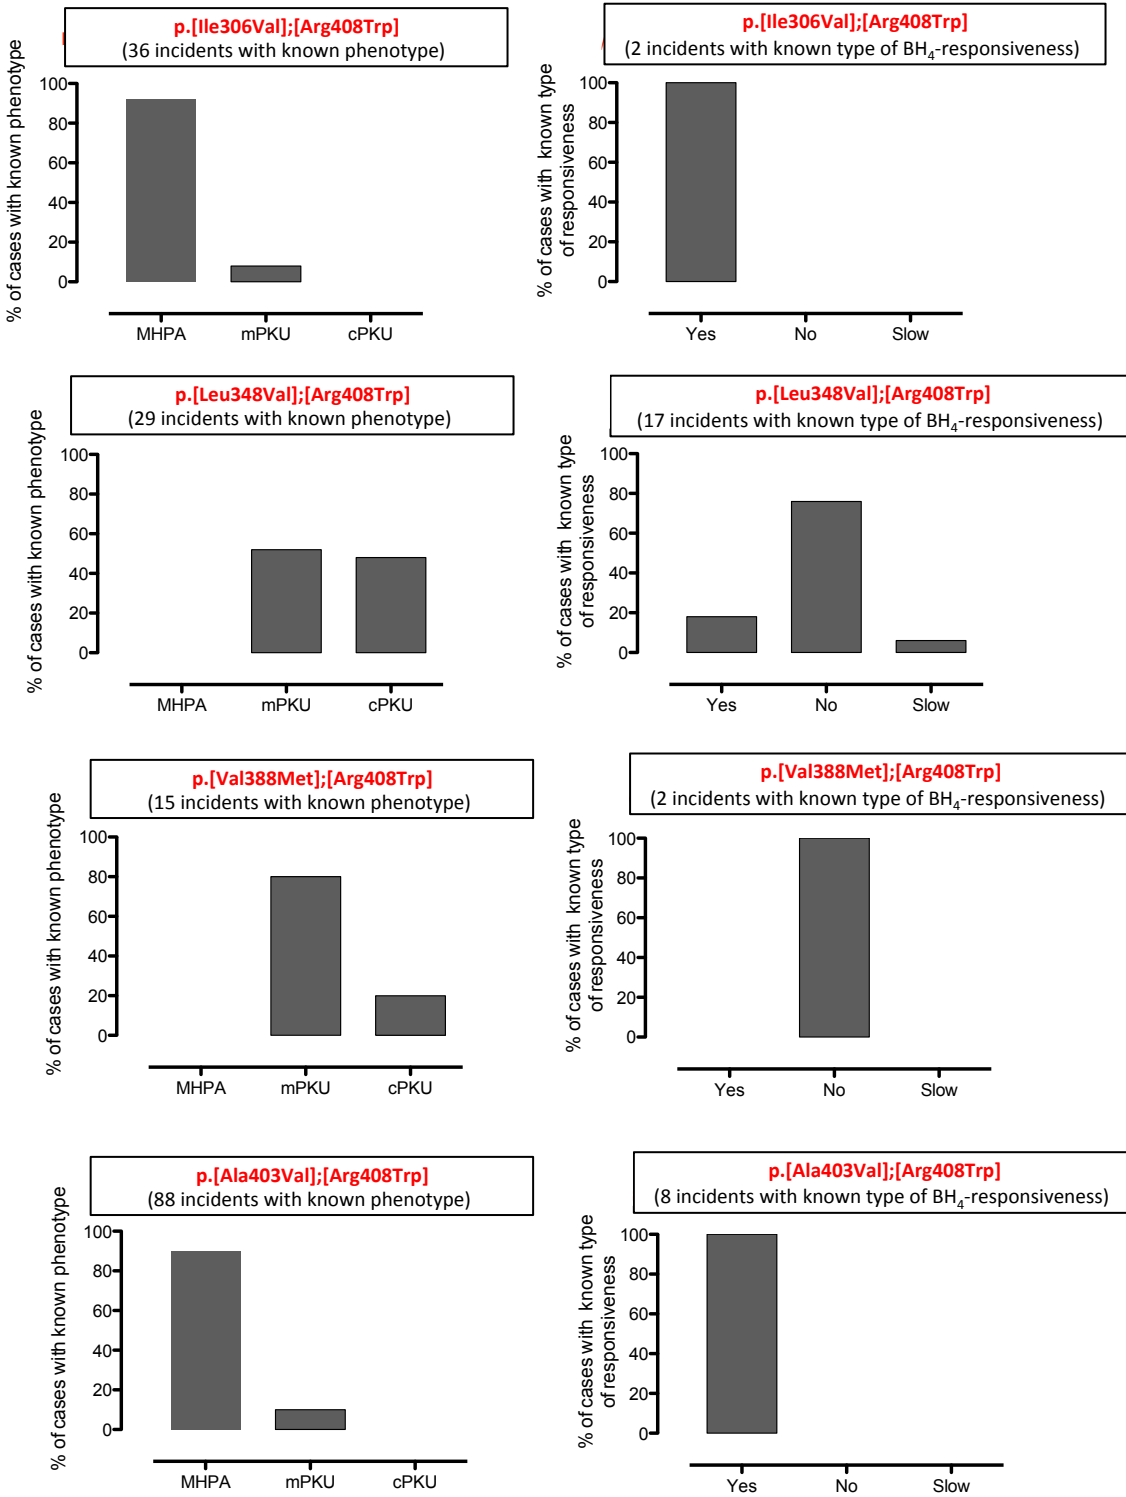 p.[Ile306Val];[Arg408Trp]
(36 incidents with known phenotype)
% of cases with known phenotype
100
80
60
40
20
0
MHPA mPKU cPKU
p.[Ile306Val];[Arg408Trp]
(2 incidents with known type of BH4-responsiveness)
% of cases with known type
of responsiveness
100
80
60
40
20
0
Yes No Slow
p.[Leu348Val];[Arg408Trp]
(29 incidents with known phenotype)
% of cases with known phenotype
100
80
60
40
20
0
MHPA mPKU cPKU
p.[Leu348Val];[Arg408Trp]
(17 incidents with known type of BH4-responsiveness)
% of cases with known type
of responsiveness
100
80
60
40
20
0
Yes No Slow
p.[Val388Met];[Arg408Trp]
(15 incidents with known phenotype)
% of cases with known phenotype
100
80
60
40
20
0
MHPA mPKU cPKU
p.[Val388Met];[Arg408Trp]
(2 incidents with known type of BH4-responsiveness)
% of cases with known type
of responsiveness
100
80
60
40
20
0
Yes No Slow
p.[Ala403Val];[Arg408Trp]
(88 incidents with known phenotype)
% of cases with known phenotype
100
80
60
40
20
0
MHPA mPKU cPKU
p.[Ala403Val];[Arg408Trp]
(8 incidents with known type of BH4-responsiveness)
% of cases with known type
of responsiveness
100
80
60
40
20
0
Yes No Slow